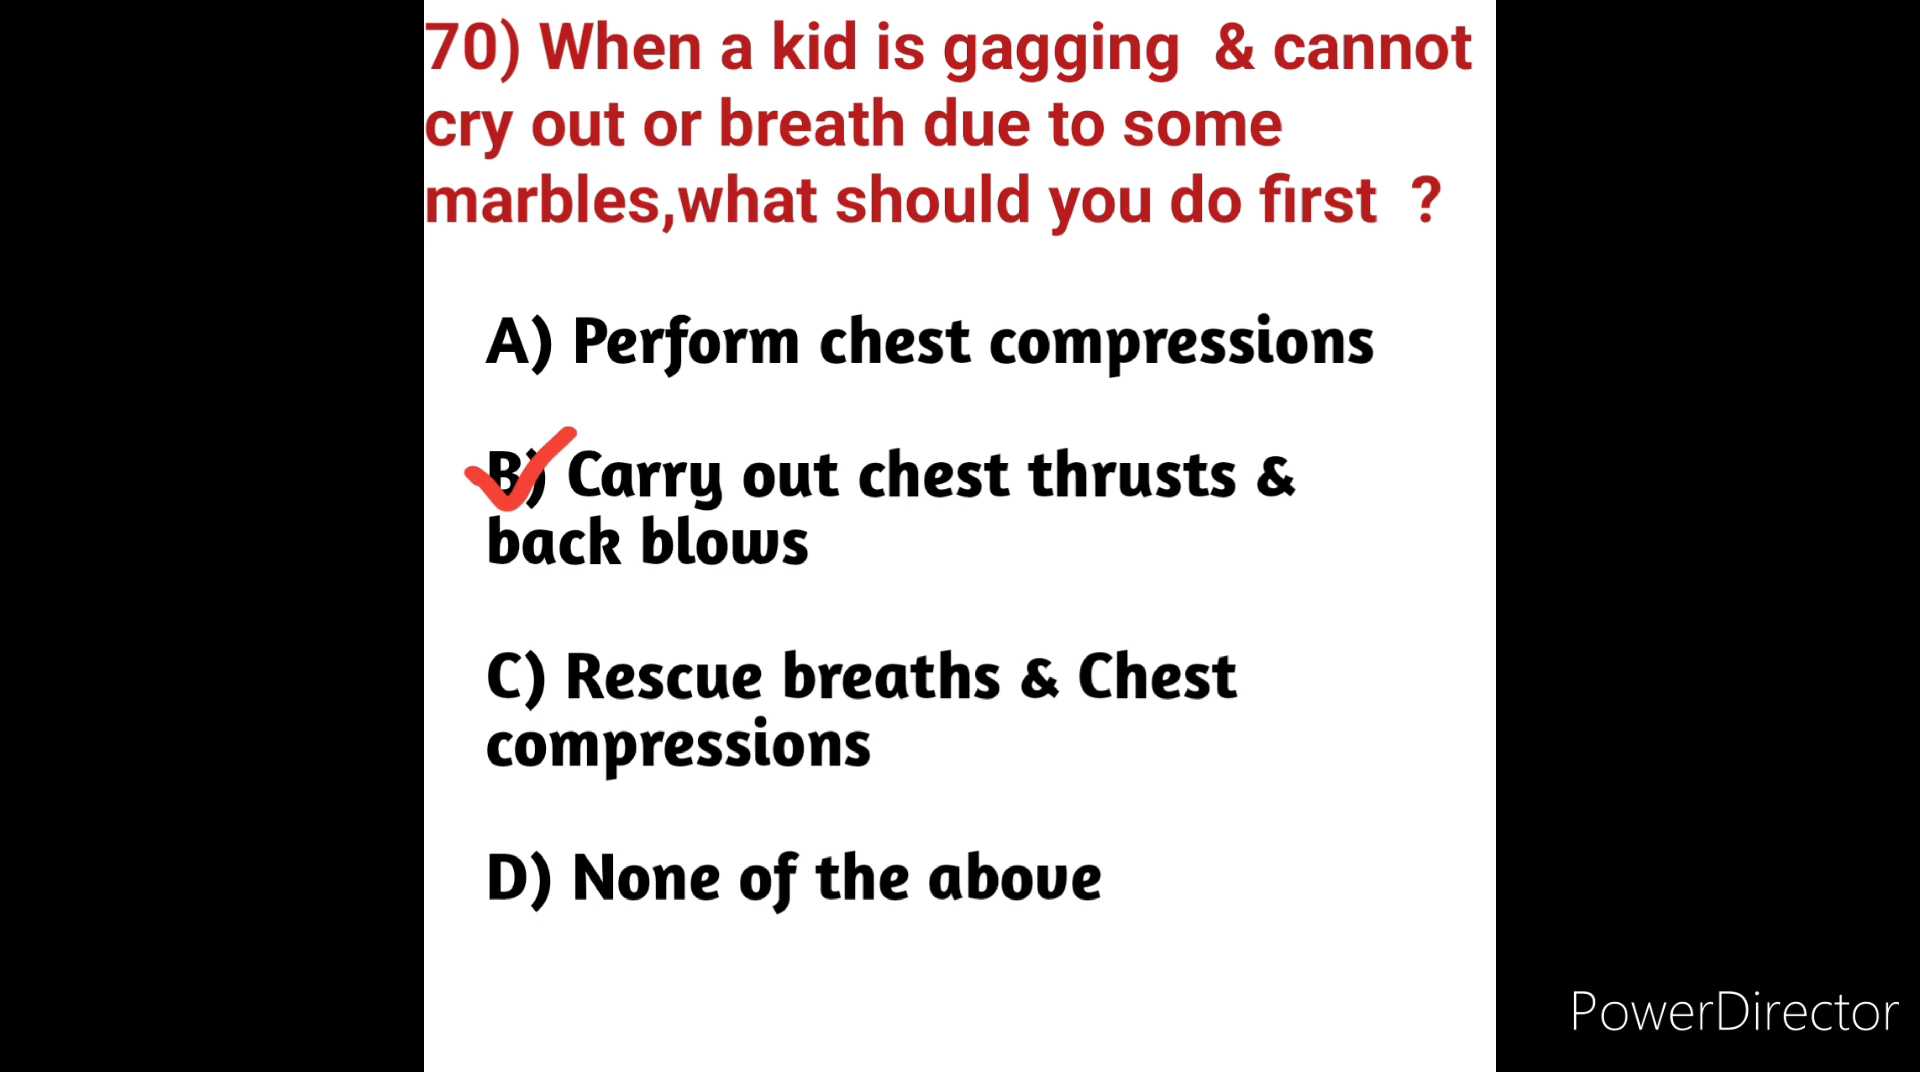 70) When a kid is gagging & cannot
cry out or breath due to some
marbles,what should you do first ?
A) Perform chest compressions
B) Carry out chest thrusts &
back blows
C) Rescue breaths & Chest
compressions
D) None of the above
PowerDirector